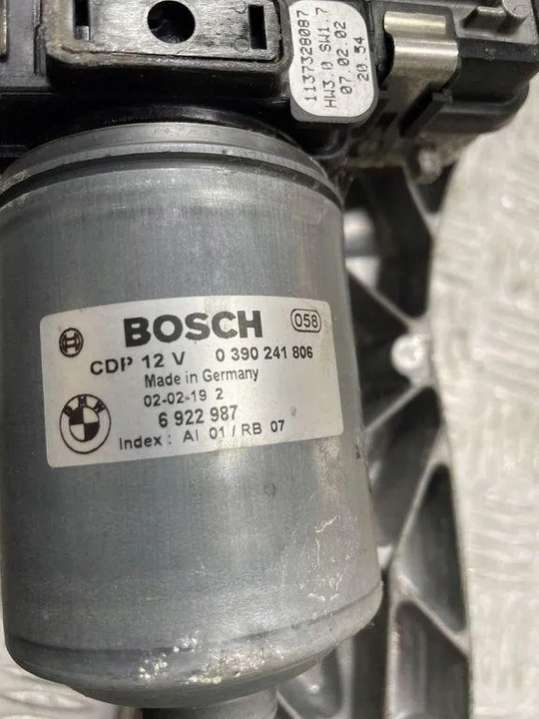 1137328087
HW3.0 SW1.7
07.02.02
20.54
BOSCH 058
CDP 12 V 0 390 241 806
Made in Germany
02-02-19 2
BMW
6 922 987
Index: AI 01/RB 07